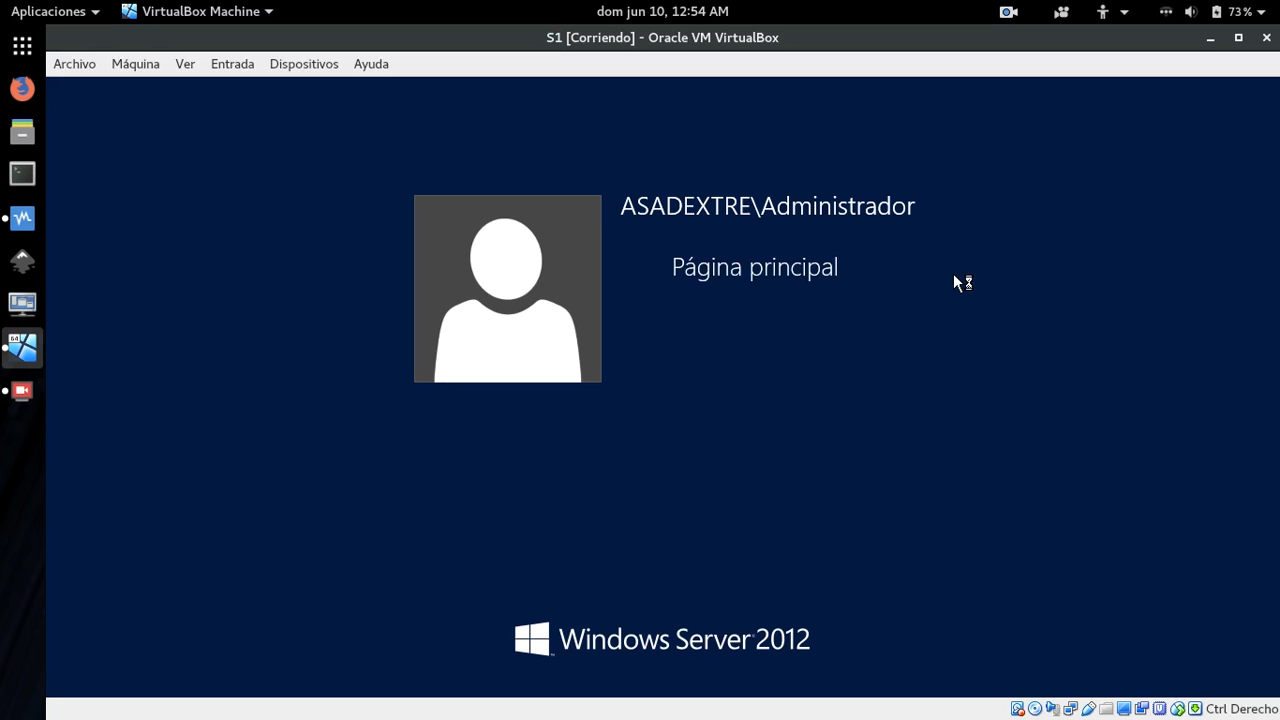 Aplicaciones
VirtualBox Machine
dom jun 10, 12:54 AM
73%
S1 [Corriendo] - Oracle VM VirtualBox
Archivo Máquina Ver Entrada Dispositivos Ayuda
ASADEXTRE\Administrador
Página principal
Windows Server 2012
Ctrl Derecho